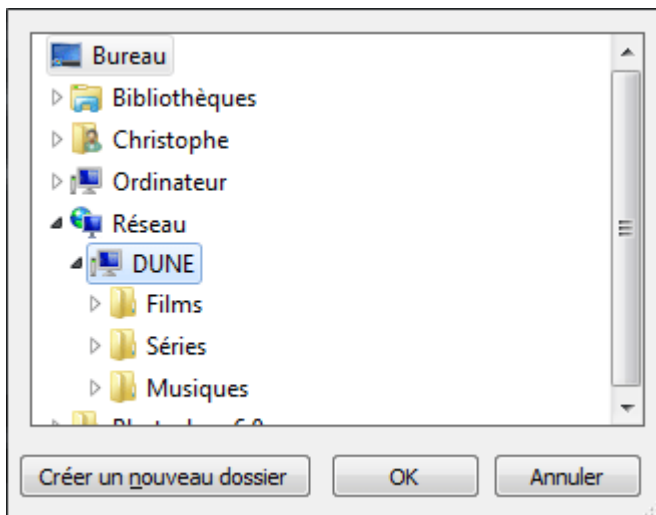 Bureau
Bibliothèques
Christophe
Ordinateur
Réseau
DUNE
Films
Séries
Musiques
Créer un nouveau dossier
OK
Annuler